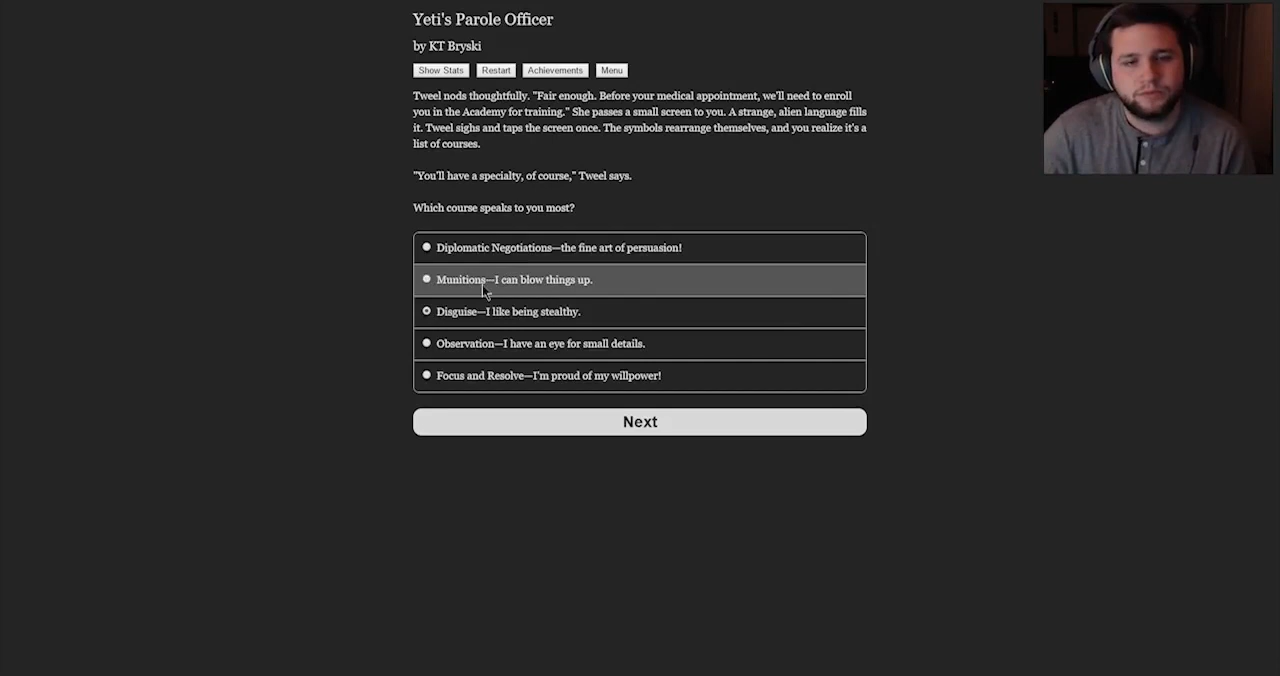 Yeti's Parole Officer
by KT Bryski
Show Stats Restart Achievements Menu
Tweel nods thoughtfully. "Fair enough. Before your medical appointment, we'll need to enroll
you in the Academy for training." She passes a small screen to you. A strange, alien language fills
it. Tweel sighs and taps the screen once. The symbols rearrange themselves, and you realize it's a
list of courses.
"You'll have a specialty, of course," Tweel says.
Which course speaks to you most?
Diplomatic Negotiations—the fine art of persuasion!
Munitions—I can blow things up.
Disguise—I like being stealthy.
Observation—I have an eye for small details.
Focus and Resolve—I'm proud of my willpower!
Next